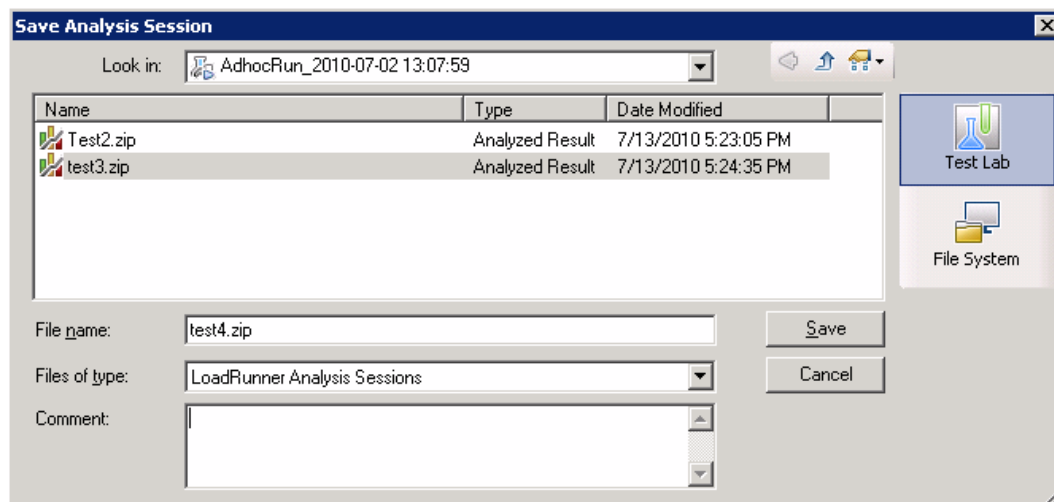 Save Analysis Session
Look in: AdhocRun_2010-07-02 13:07:59
Name Type Date Modified
Test2.zip Analyzed Result 7/13/2010 5:23:05 PM
test3.zip Analyzed Result 7/13/2010 5:24:35 PM
Test Lab
File System
File name: test4.zip Save
Files of type: LoadRunner Analysis Sessions Cancel
Comment: